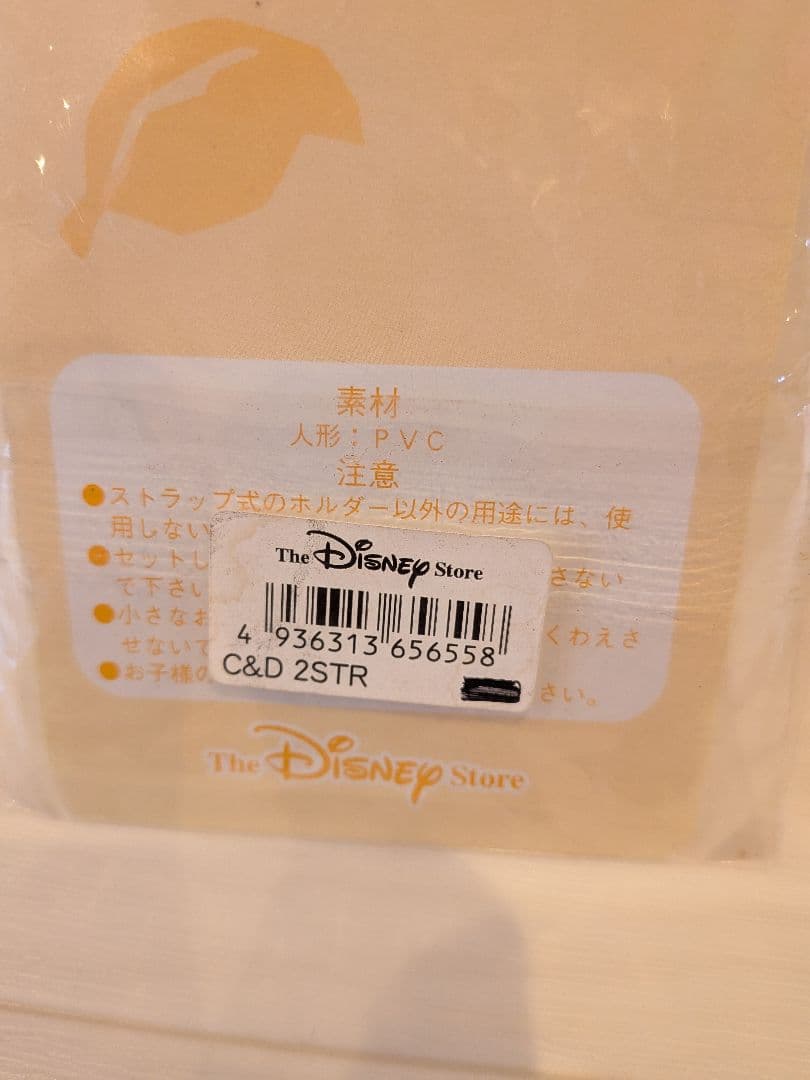 素材
人形：ＰＶＣ
注意
●ストラップ式のホルダー以外の用途には、使
用しない
●セットし さない
て下さい
●小さなお くわえさ
せないで
●お子様の さい。
The Disney Store
4 936313 656558
C&D 2STR
The Disney Store